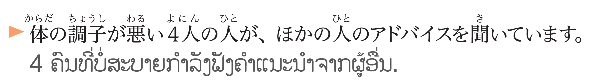 ▶体の調子が悪い4人の人が、ほかの人のアドバイスを聞いています。
4 ຄົນທີ່ບໍ່ສະບາຍກຳລັງຟັງຄຳແນະນຳຈາກຜູ້ອື່ນ.